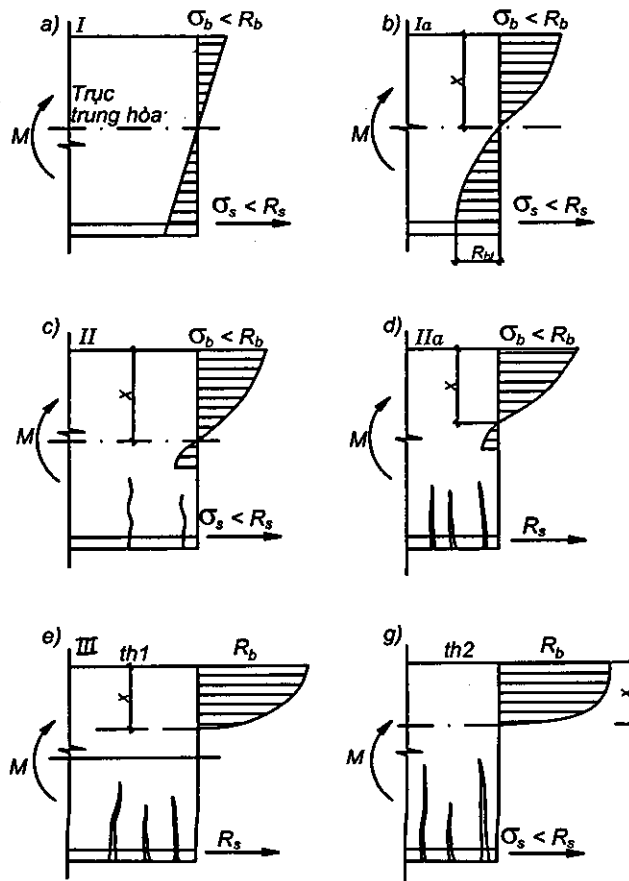 a) I σb < Rb
Trục
trung hòa
M
σs < Rs
b) Ia σb < Rb
x
M
σs < Rs
Rbt
c) II σb < Rb
x
M
σs < Rs
d) IIa σb < Rb
x
M
Rs
e) III th1 Rb
x
M
Rs
g) th2 Rb
x
M
σs < Rs